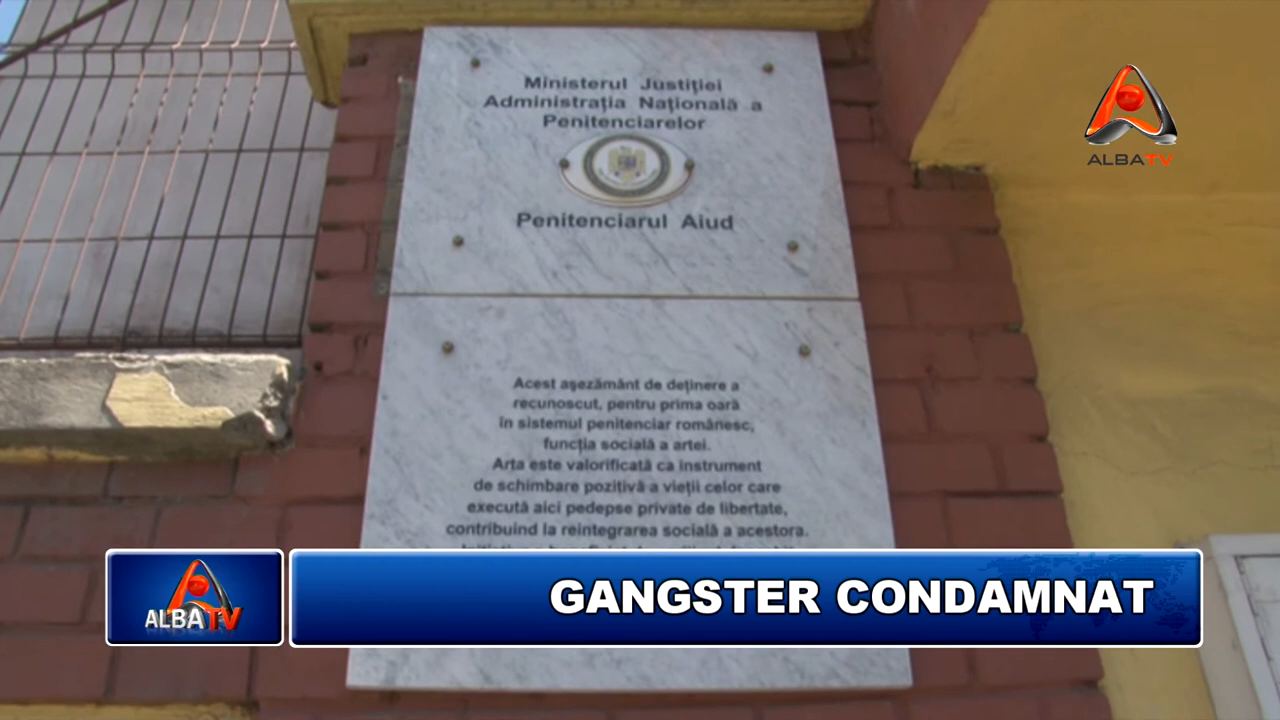 Ministerul Justiției
Administrația Națională a
Penitenciarelor
Penitenciarul Aiud
ALBATV
Acest așezământ de deținere a
recunoscut, pentru prima oară
în sistemul penitenciar românesc,
funcția socială a artei.
Arta este valorificată ca instrument
de schimbare pozitivă a vieții celor care
execută aici pedepse private de libertate,
contribuind la reintegrarea socială a acestora.
ALBATV
GANGSTER CONDAMNAT